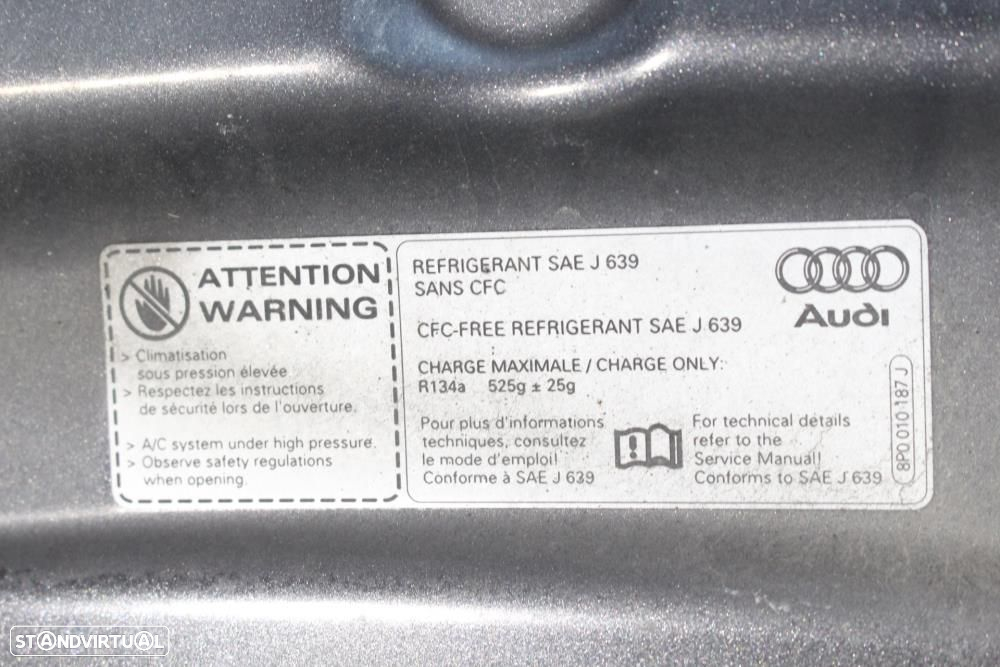 ATTENTION
WARNING
> Climatisation
sous pression élevée.
> Respectez les instructions
de sécurité lors de l'ouverture.
> A/C system under high pressure.
> Observe safety regulations
when opening.
REFRIGERANT SAE J 639
SANS CFC
CFC-FREE REFRIGERANT SAE J 639
CHARGE MAXIMALE / CHARGE ONLY:
R134a 525g ± 25g
Pour plus d'informations
techniques, consultez
le mode d'emploi!
Conforme à SAE J 639
For technical details
refer to the
Service Manual!
Conforms to SAE J 639
Audi
8P0 010 187 J
STANDVIRTUAL